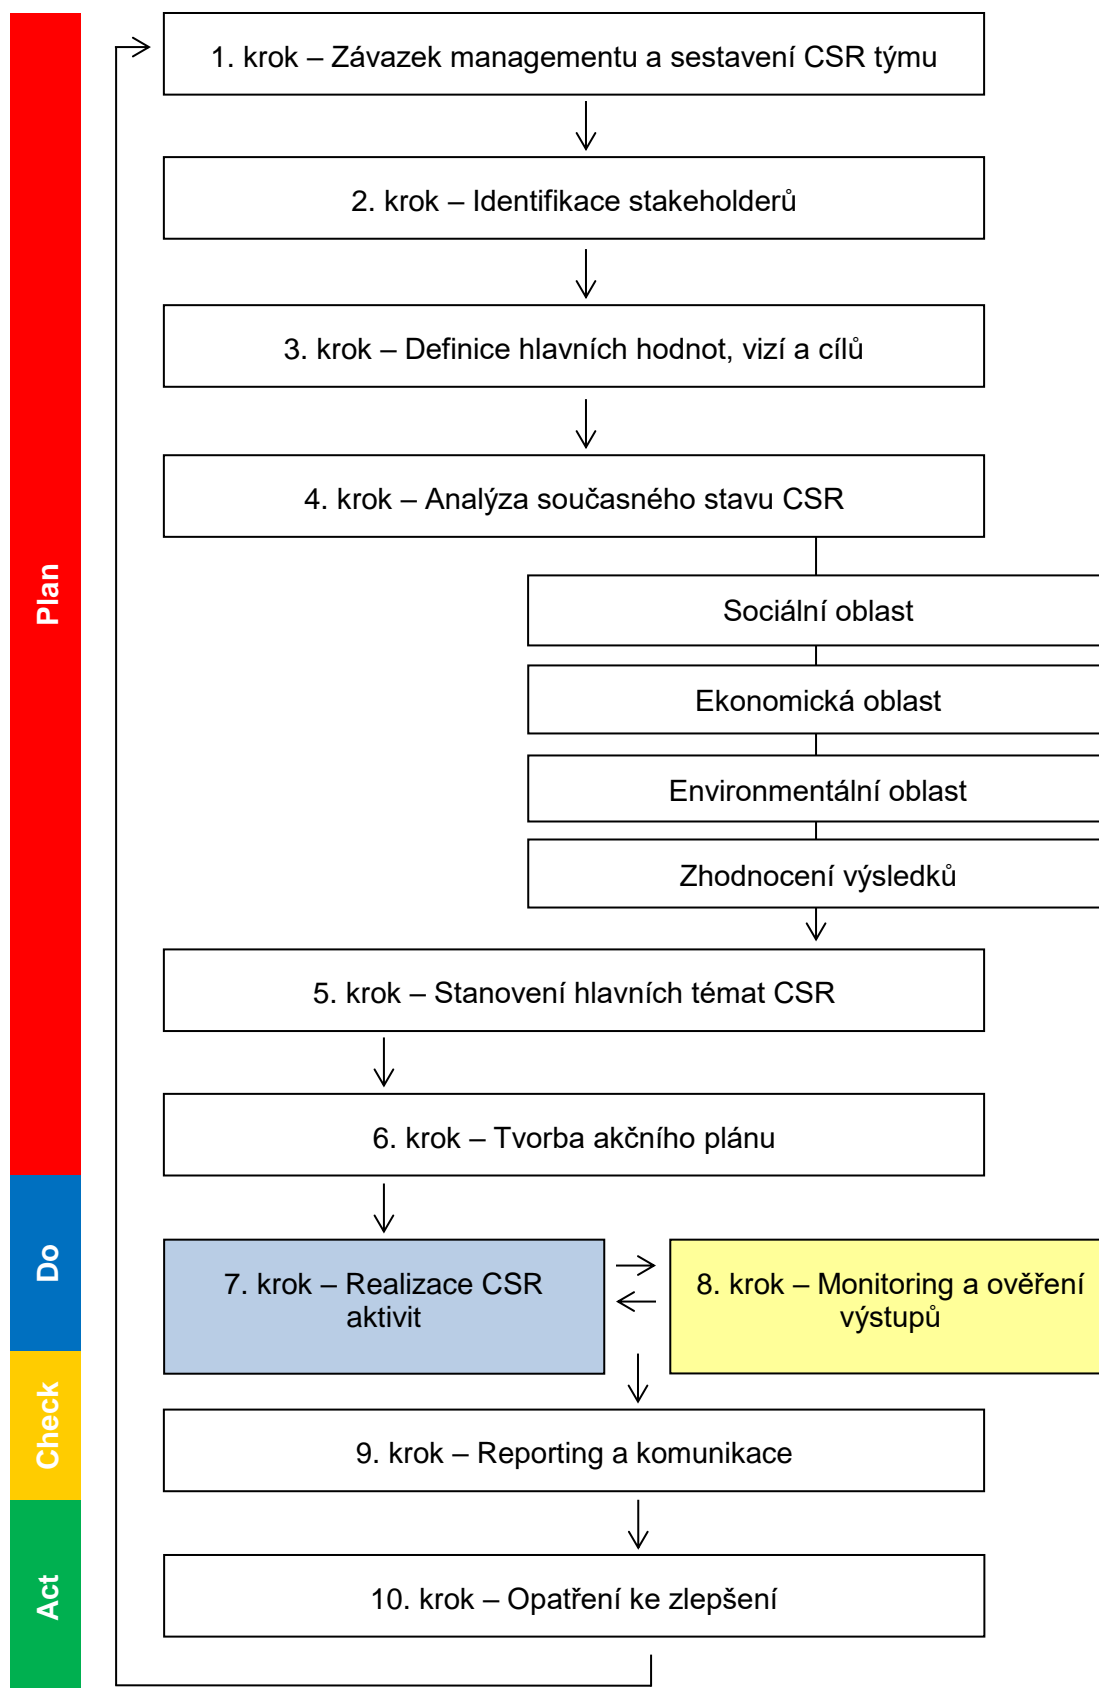 1. krok – Závazek managementu a sestavení CSR týmu
2. krok – Identifikace stakeholderů
3. krok – Definice hlavních hodnot, vizí a cílů
4. krok – Analýza současného stavu CSR
Plan
Sociální oblast
Ekonomická oblast
Environmentální oblast
Zhodnocení výsledků
5. krok – Stanovení hlavních témat CSR
6. krok – Tvorba akčního plánu
Do
7. krok – Realizace CSR
aktivit
8. krok – Monitoring a ověření
výstupů
Check
9. krok – Reporting a komunikace
Act
10. krok – Opatření ke zlepšení